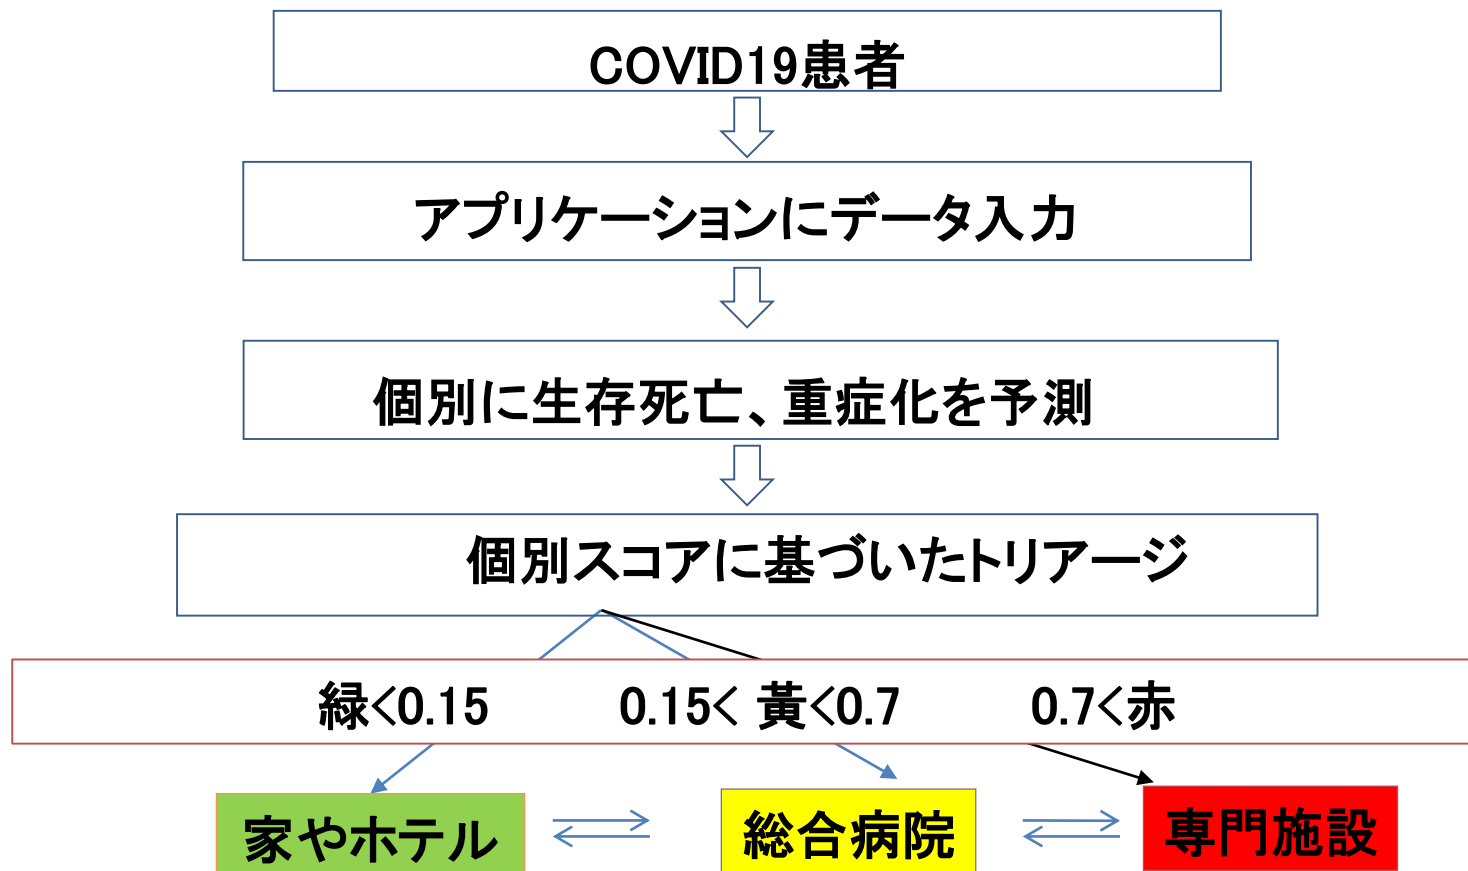 COVID19患者
アプリケーションにデータ入力
個別に生存死亡、重症化を予測
個別スコアに基づいたトリアージ
緑<0.15 0.15< 黄<0.7 0.7<赤
家やホテル 総合病院 専門施設